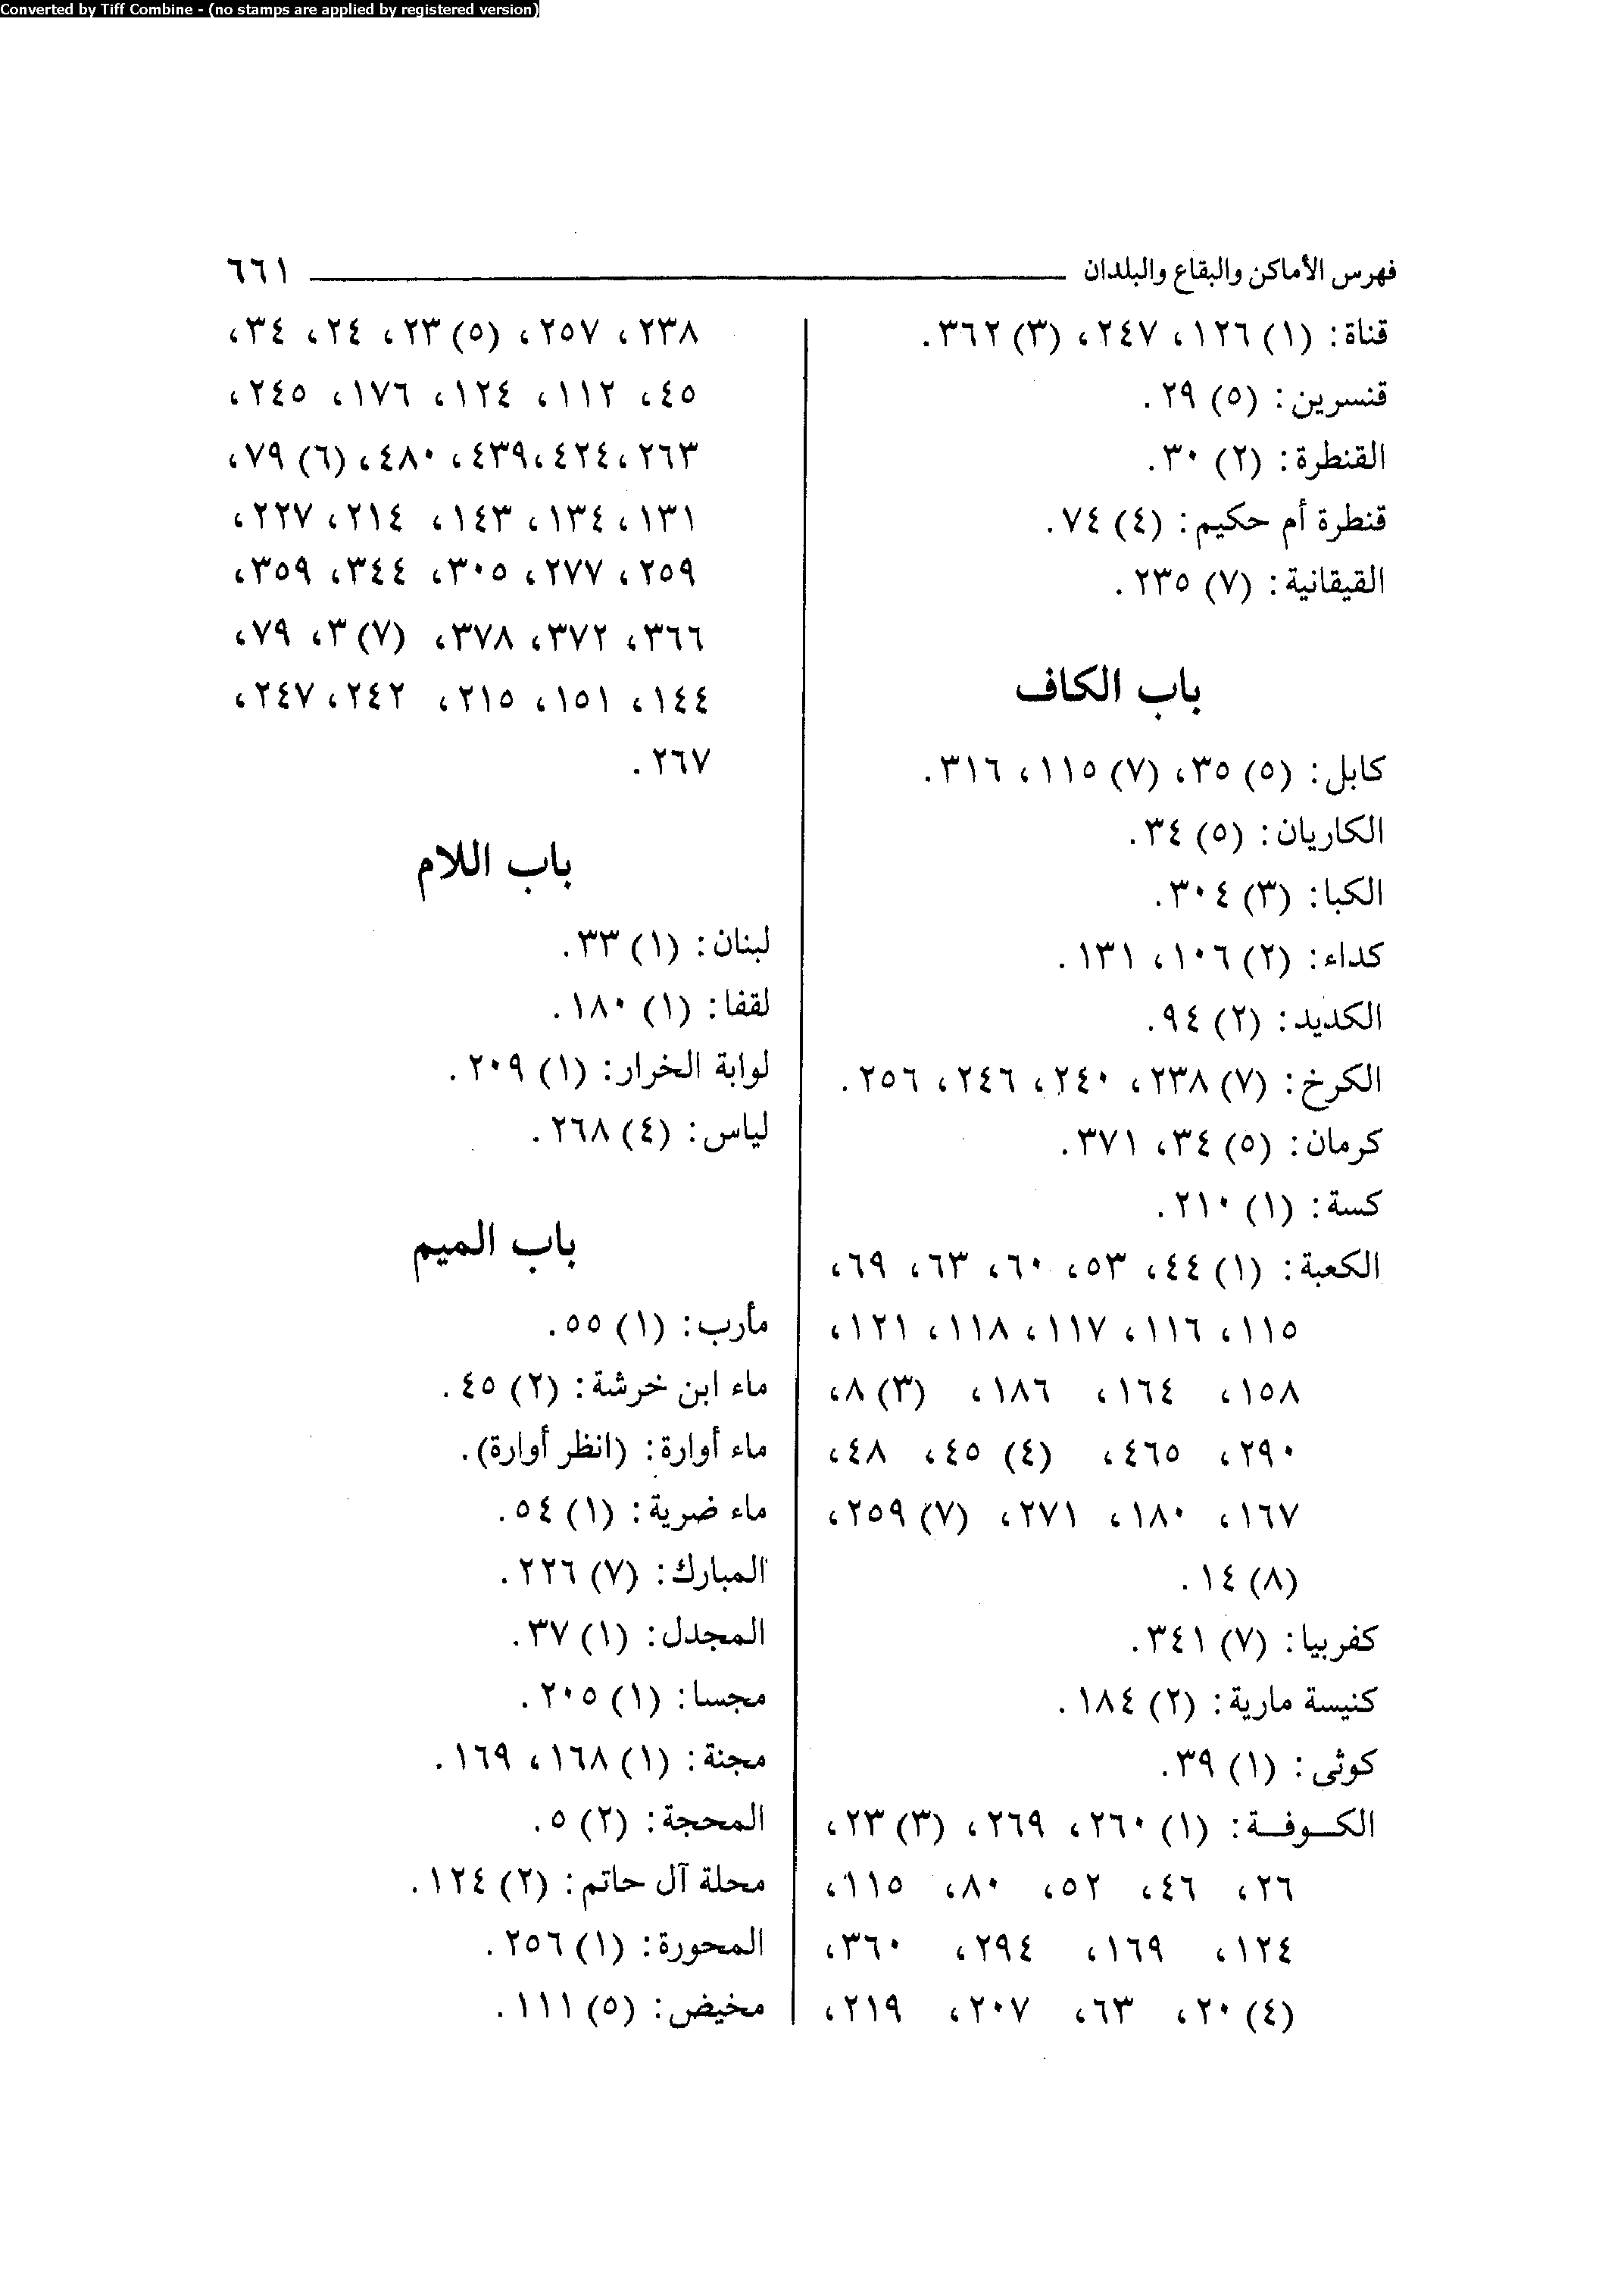 Converted by Tiff Combine - (no stamps are applied by registered version)
فهرس الأماكن والبقاع والبلدان ٦٦١
قناة: (١) ١٢٦، ٢٤٧، (٣) ٣٦٢.
قنسرين: (٥) ٢٩.
القنطرة: (٢) ٣٠.
قنطرة أم حكيم: (٤) ٧٤.
القيقانية: (٧) ٢٣٥.
باب الكاف
كابل: (٥) ٣٥، (٧) ١١٥، ٣١٦.
الكاريان: (٥) ٣٤.
الكبا: (٣) ٣٠٤.
كداء: (٢) ١٠٦، ١٣١.
الكديد: (٢) ٩٤.
الكرخ: (٧) ٢٣٨، ٢٤٠، ٢٤٦، ٢٥٦.
كرمان: (٥) ٣٤، ٣٧١.
كسة: (١) ٢١٠.
الكعبة: (١) ٤٤، ٥٣، ٦٠، ٦٣، ٦٩،
١١٥، ١١٦، ١١٧، ١١٨، ١٢١،
١٥٨، ١٦٤، ١٨٦، (٣) ٨،
٢٩٠، ٤٦٥، (٤) ٤٥، ٤٨،
١٦٧، ١٨٠، ٢٧١، (٧) ٢٥٩،
(٨) ١٤.
كفربيا: (٧) ٣٤١.
كنيسة مارية: (٢) ١٨٤.
كوثى: (١) ٣٩.
الكـوفـة: (١) ٢٦٠، ٢٦٩، (٣) ٢٣،
٢٦، ٤٦، ٥٢، ٨٠، ١١٥،
١٢٤، ١٦٩، ٢٩٤، ٣٦٠،
(٤) ٢٠، ٦٣، ٢٠٧، ٢١٩،
٢٣٨، ٢٥٧، (٥) ٢٣، ٢٤، ٣٤،
٤٥، ١١٢، ١٢٤، ١٧٦، ٢٤٥،
٢٦٣، ٤٢٤، ٤٣٩، ٤٨٠، (٦) ٧٩،
١٣١، ١٣٤، ١٤٣، ٢١٤، ٢٢٧،
٢٥٩، ٢٧٧، ٣٠٥، ٣٤٤، ٣٥٩،
٣٦٦، ٣٧٢، ٣٧٨، (٧) ٣، ٧٩،
١٤٤، ١٥١، ٢١٥، ٢٤٢، ٢٤٧،
٢٦٧.
باب اللام
لبنان: (١) ٣٣.
لقفا: (١) ١٨٠.
لوابة الخرار: (١) ٢٠٩.
لياس: (٤) ٢٦٨.
باب الميم
مأرب: (١) ٥٥.
ماء ابن خرشة: (٢) ٤٥.
ماء أوارة: (انظر أوارة).
ماء ضرية: (١) ٥٤.
المبارك: (٧) ٢٢٦.
المجدل: (١) ٣٧.
مجسا: (١) ٢٠٥.
مجنة: (١) ١٦٨، ١٦٩.
المحجة: (٢) ٥.
محلة آل حاتم: (٢) ١٢٤.
المحورة: (١) ٢٥٦.
مخيض: (٥) ١١١.